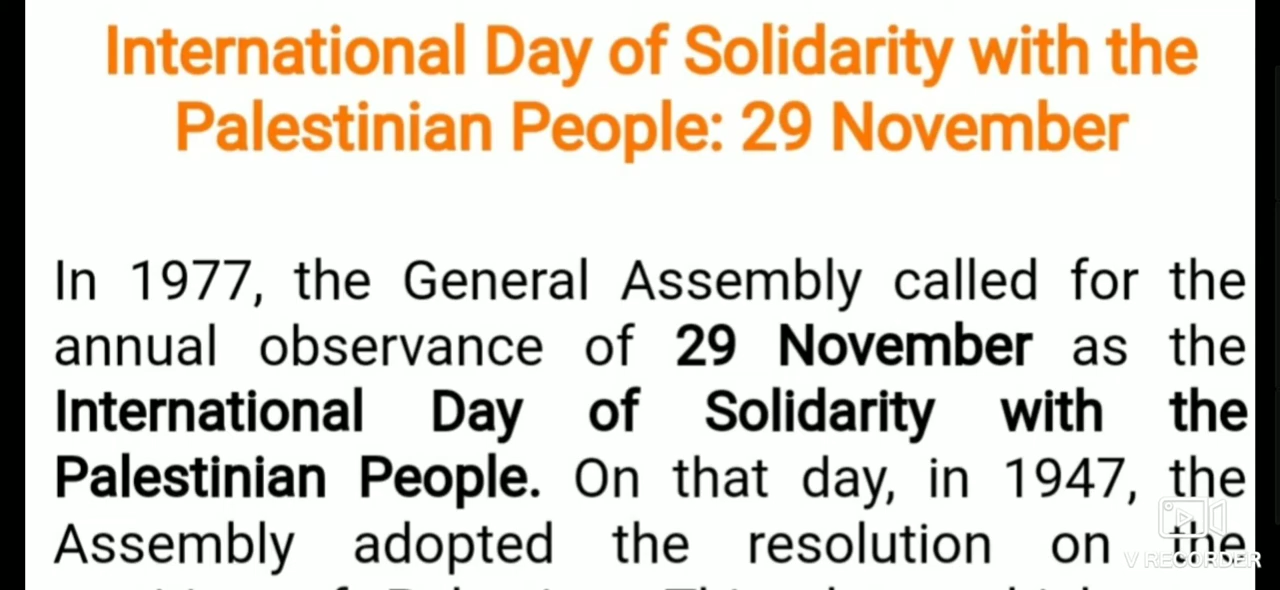 International Day of Solidarity with the
Palestinian People: 29 November
In 1977, the General Assembly called for the
annual observance of 29 November as the
International Day of Solidarity with the
Palestinian People. On that day, in 1947, the
Assembly adopted the resolution on the
V RECORDER